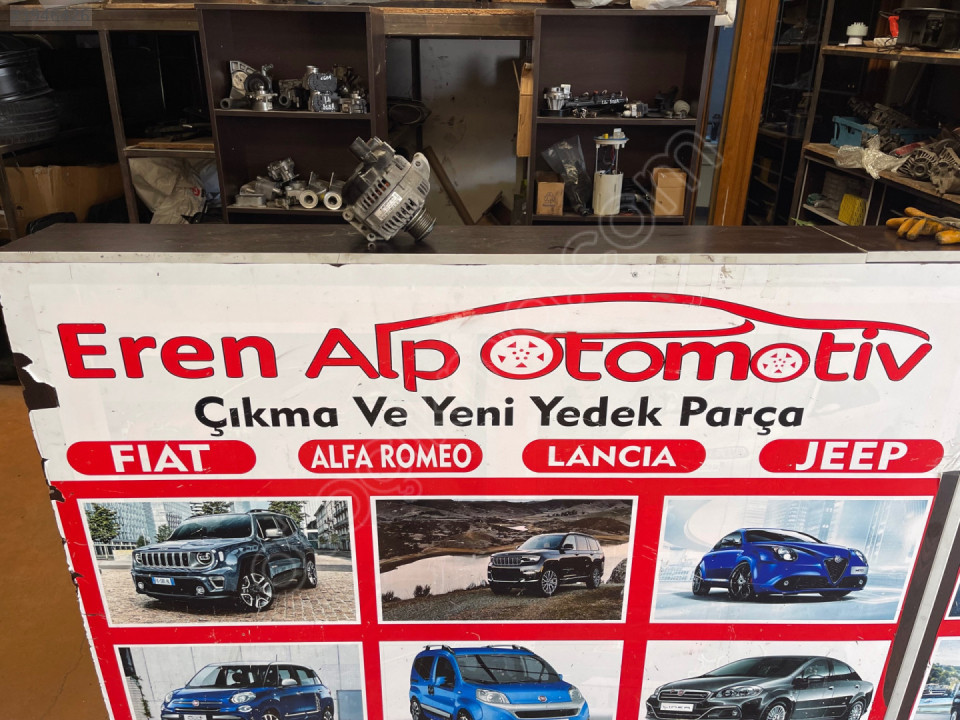 Eren Alp Otomotiv
Çıkma Ve Yeni Yedek Parça
FIAT ALFA ROMEO LANCIA JEEP